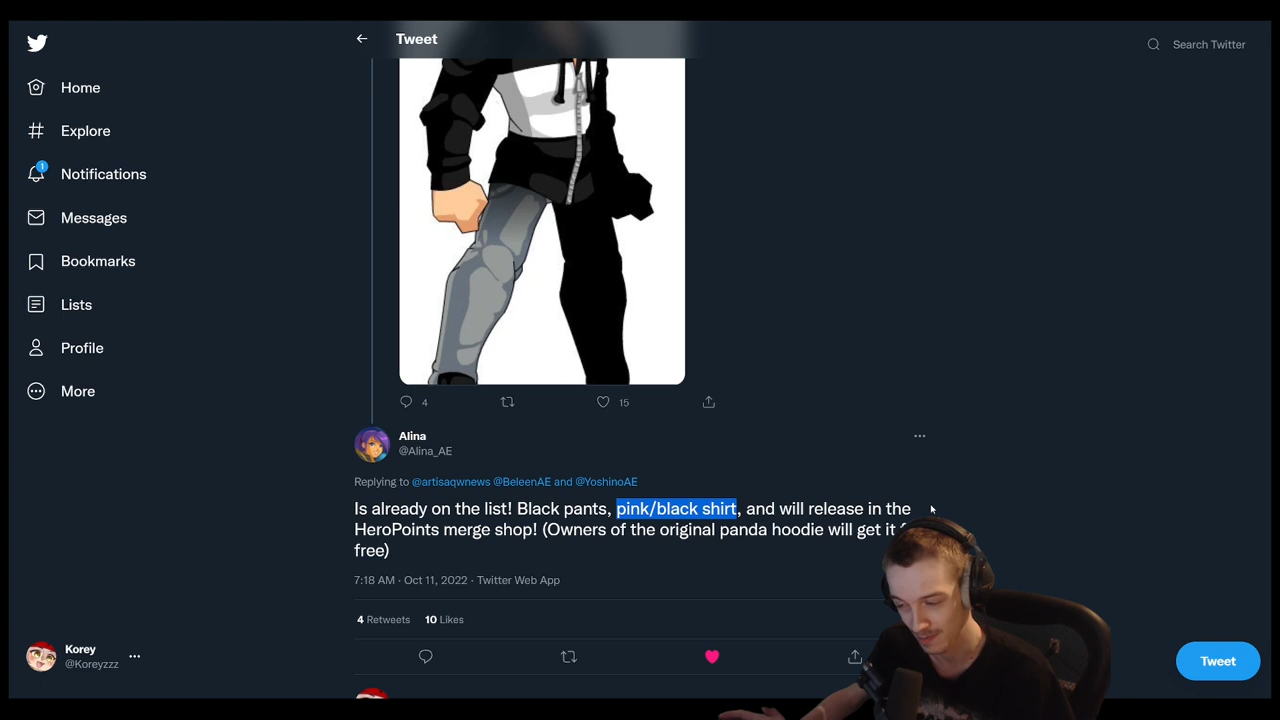 Tweet
Search Twitter
Home
Explore
1
Notifications
Messages
Bookmarks
Lists
Profile
More
4
15
Alina
@Alina_AE
Replying to @artisaqwnews @BeleenAE and @YoshinoAE
Is already on the list! Black pants, pink/black shirt, and will release in the
HeroPoints merge shop! (Owners of the original panda hoodie will get it
free)
7:18 AM · Oct 11, 2022 · Twitter Web App
4 Retweets 10 Likes
Korey
@Koreyzzz
Tweet